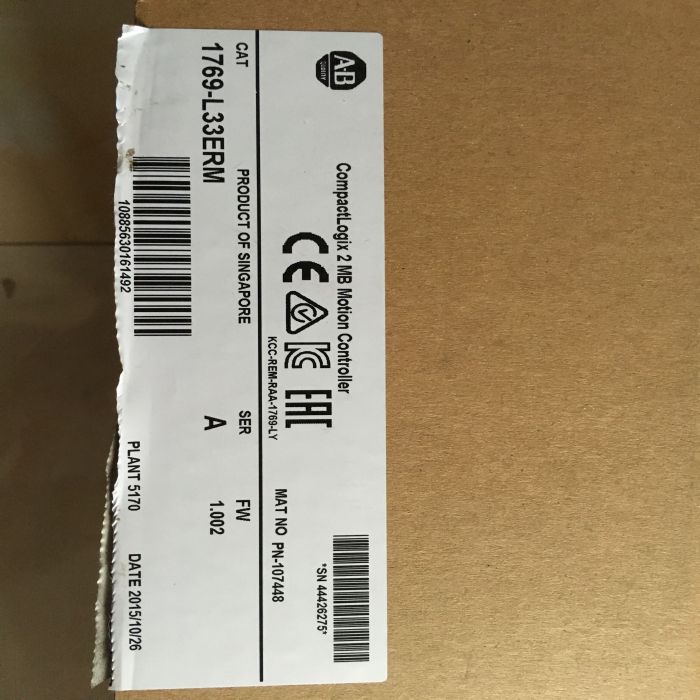 A-B
QUALITY
CompactLogix 2 MB Motion Controller
CE EAC
KCC-REM-RAA-1769-LY
MAT NO PN-107448
*SN 44426275*
CAT
1769-L33ERM
PRODUCT OF SINGAPORE
SER
A
FW
1.002
10885630161492
PLANT 5170
DATE 2015/10/26